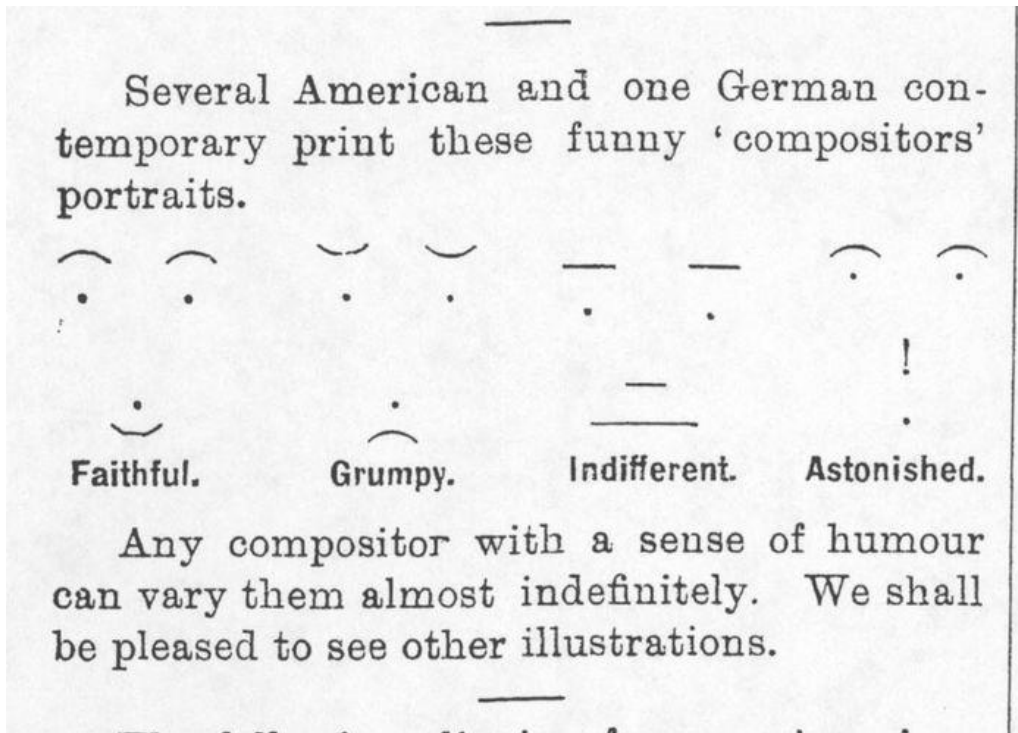 Several American and one German con-
temporary print these funny ‘compositors’
portraits.
Faithful. Grumpy. Indifferent. Astonished.
Any compositor with a sense of humour
can vary them almost indefinitely. We shall
be pleased to see other illustrations.